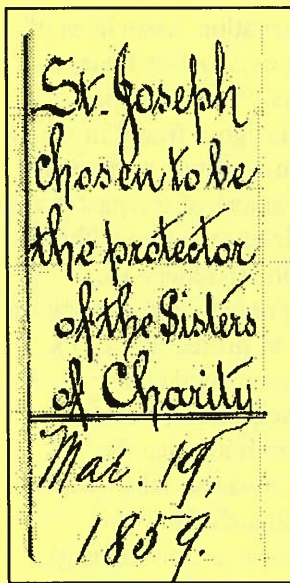 St. Joseph
chosen to be
the protector
of the Sisters
of Charity
Mar. 19,
1859.